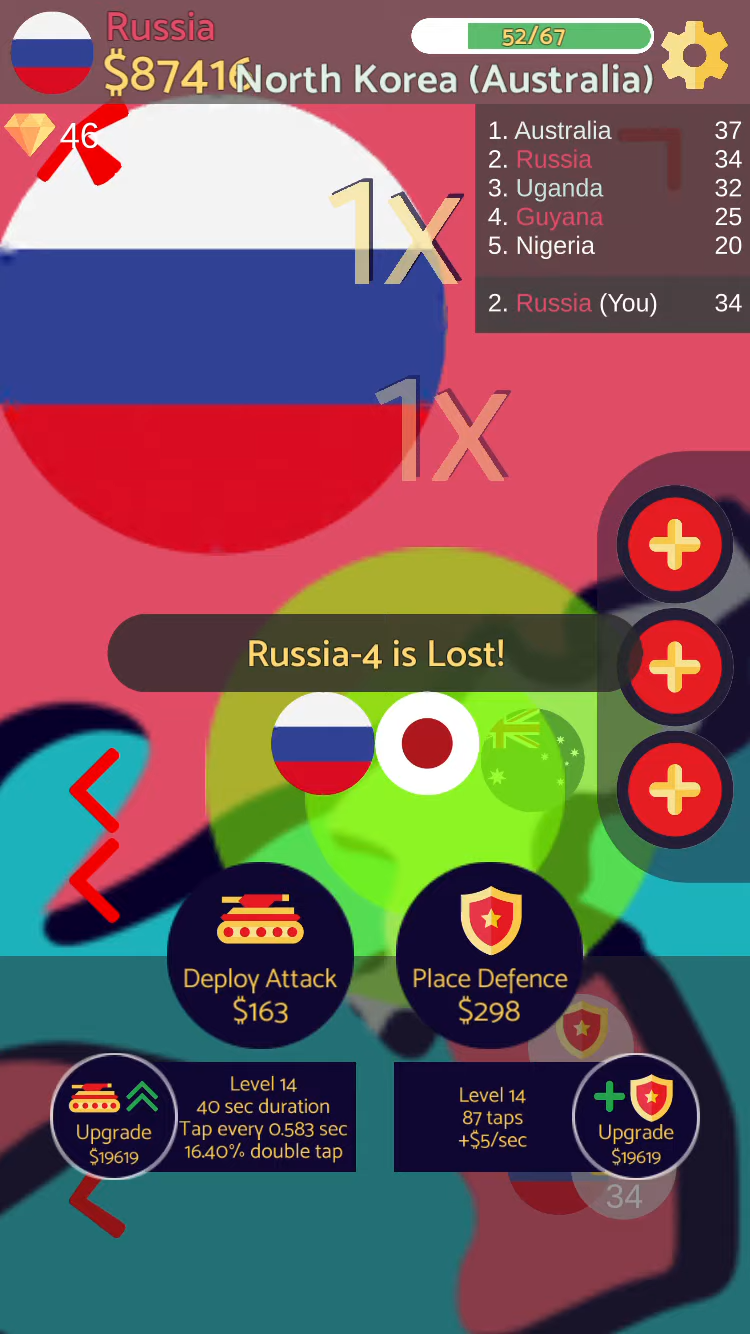 Russia
52/67
$87416
North Korea (Australia)
46
1. Australia 37
2. Russia 34
3. Uganda 32
4. Guyana 25
5. Nigeria 20
2. Russia (You) 34
1x
1x
Russia-4 is Lost!
Deploy Attack
$163
Place Defence
$298
Upgrade
$19619
Level 14
40 sec duration
Tap every 0.583 sec
16.40% double tap
Level 14
87 taps
+$5/sec
Upgrade
$19619
34